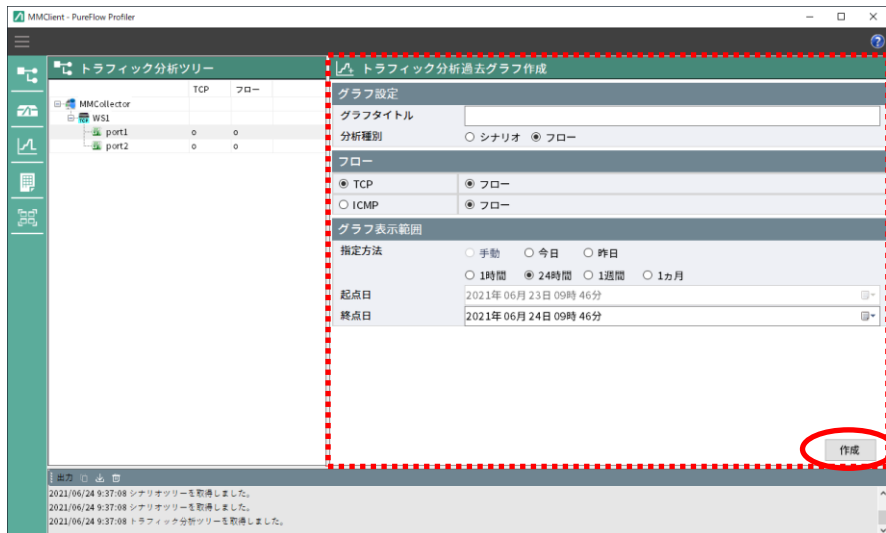 MMClient - PureFlow Profiler
トラフィック分析ツリー
TCP フロー
MMCollector
WS1
port1 o o
port2 o o
トラフィック分析過去グラフ作成
グラフ設定
グラフタイトル
分析種別 シナリオ フロー
フロー
TCP フロー
ICMP フロー
グラフ表示範囲
指定方法 手動 今日 昨日
1時間 24時間 1週間 1ヵ月
起点日 2021年 06月 23日 09時 46分
終点日 2021年 06月 24日 09時 46分
作成
出力
2021/06/24 9:37:08 シナリオツリーを取得しました。
2021/06/24 9:37:08 シナリオツリーを取得しました。
2021/06/24 9:37:08 トラフィック分析ツリーを取得しました。